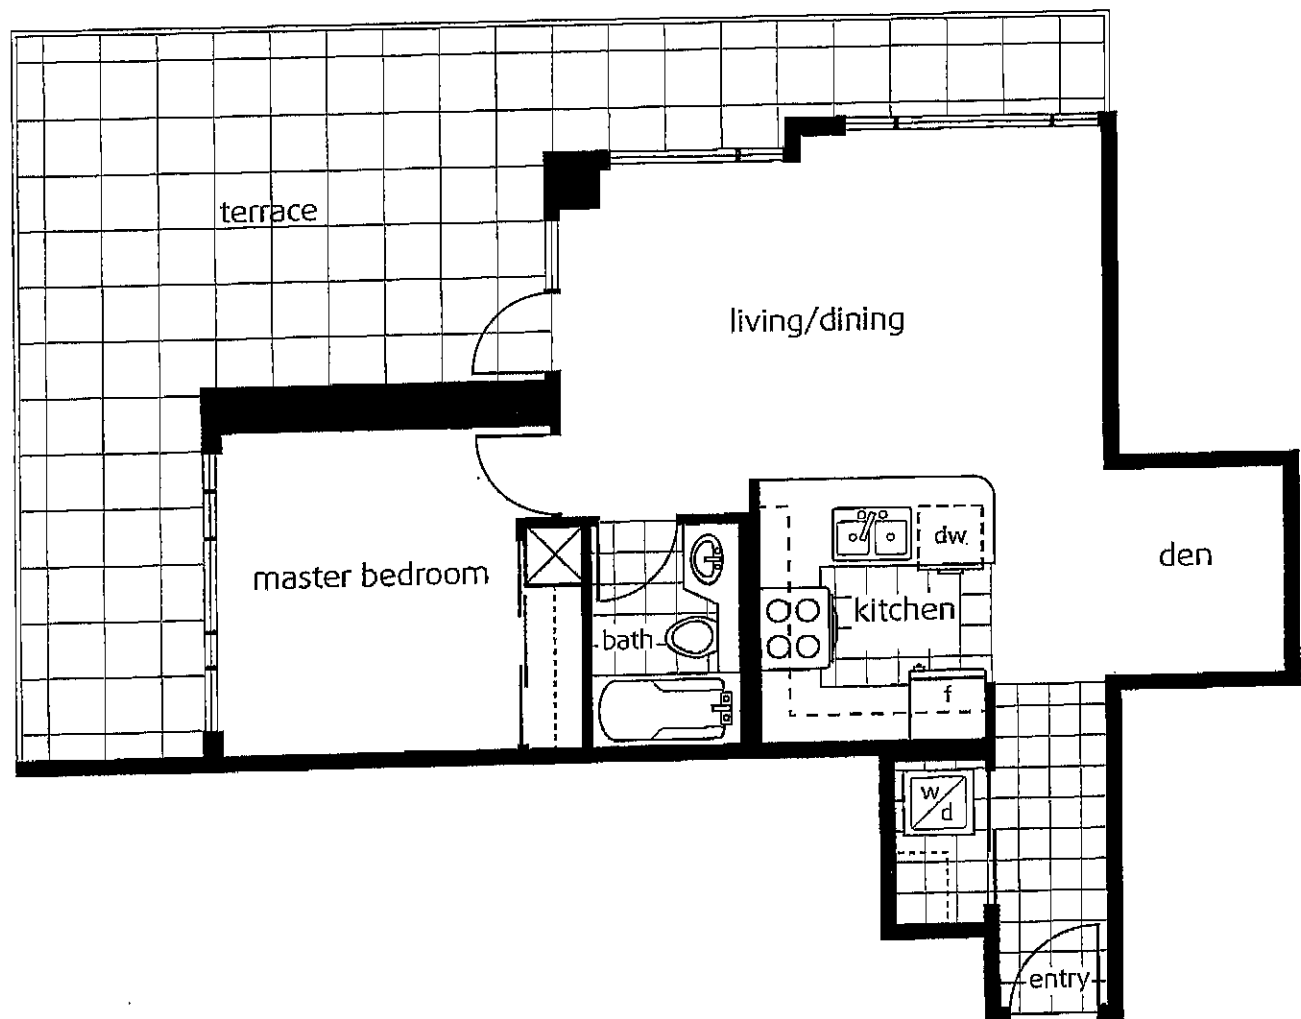 terrace
living/dining
master bedroom
dw.
den
kitchen
bath
f
w
d
entry